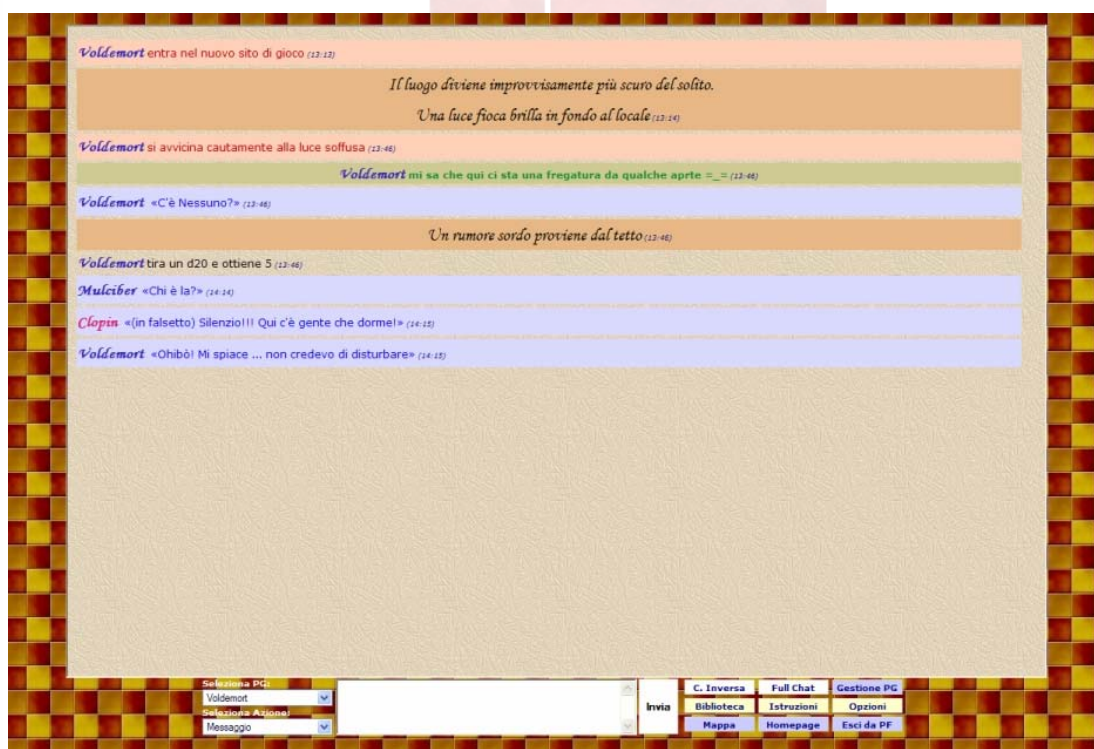 Voldemort entra nel nuovo sito di gioco (13:13)
Il luogo diviene improvvisamente più scuro del solito.
Una luce fioca brilla in fondo al locale (13:14)
Voldemort si avvicina cautamente alla luce soffusa (13:46)
Voldemort mi sa che qui ci sta una fregatura da qualche aprte =_= (13:46)
Voldemort «C'è Nessuno?» (13:46)
Un rumore sordo proviene dal tetto (13:46)
Voldemort tira un d20 e ottiene 5 (13:46)
Mulciber «Chi è la?» (14:14)
Clopin «(in falsetto) Silenzio!!! Qui c'è gente che dorme!» (14:15)
Voldemort «Ohibò! Mi spiace ... non credevo di disturbare» (14:15)
Seleziona PG:
Voldemort
Seleziona Azione:
Messaggio
Invia
C. Inversa Full Chat Gestione PG
Biblioteca Istruzioni Opzioni
Mappa Homepage Esci da PF